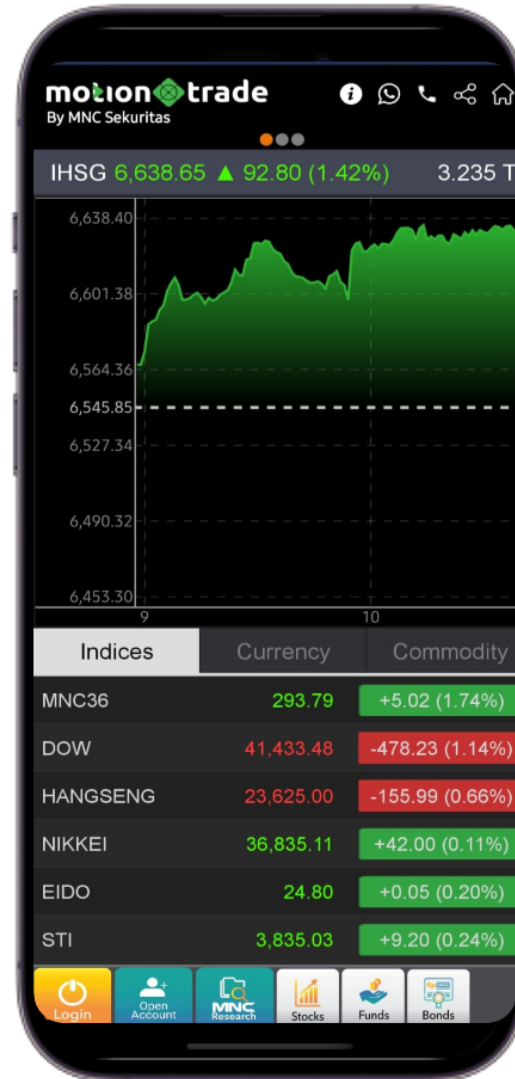 motion trade
By MNC Sekuritas
IHSG 6,638.65 ▲ 92.80 (1.42%) 3.235 T
6,638.40
6,601.38
6,564.36
6,545.85
6,527.34
6,490.32
6,453.30
9 10
Indices Currency Commodity
MNC36 293.79 +5.02 (1.74%)
DOW 41,433.48 -478.23 (1.14%)
HANGSENG 23,625.00 -155.99 (0.66%)
NIKKEI 36,835.11 +42.00 (0.11%)
EIDO 24.80 +0.05 (0.20%)
STI 3,835.03 +9.20 (0.24%)
Login
Open
Account
MNC
Research
Stocks
Funds
Bonds